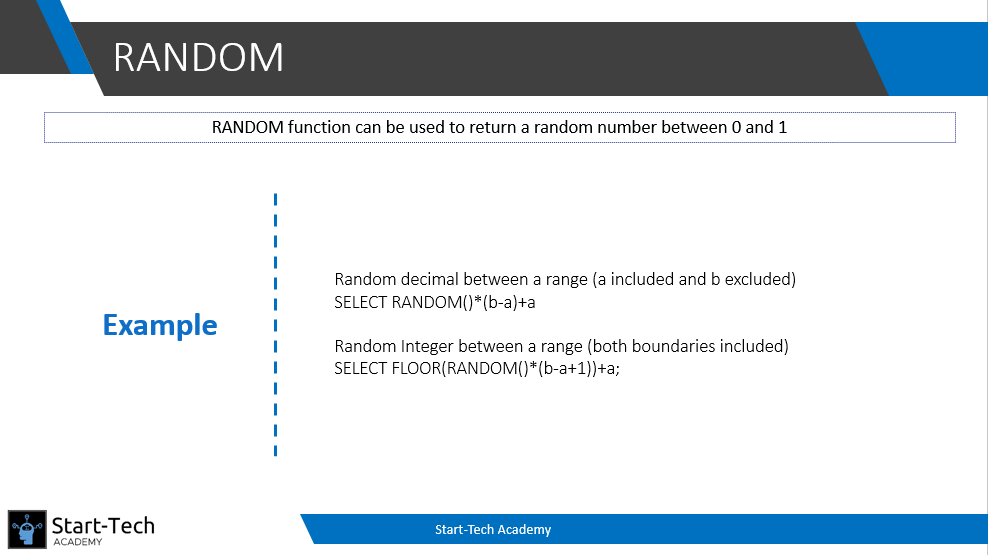 RANDOM
RANDOM function can be used to return a random number between 0 and 1
Example
Random decimal between a range (a included and b excluded)
SELECT RANDOM()*(b-a)+a
Random Integer between a range (both boundaries included)
SELECT FLOOR(RANDOM()*(b-a+1))+a;
Start-Tech
ACADEMY
Start-Tech Academy